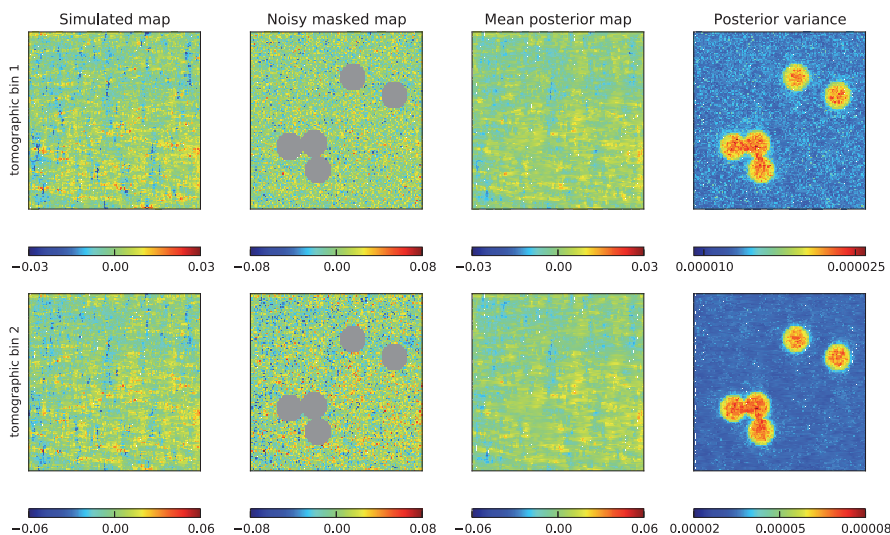 Simulated map Noisy masked map Mean posterior map Posterior variance
tomographic bin 1
−0.03 0.00 0.03 −0.08 0.00 0.08 −0.03 0.00 0.03 0.000010 0.000025
tomographic bin 2
−0.06 0.00 0.06 −0.08 0.00 0.08 −0.06 0.00 0.06 0.00002 0.00005 0.00008